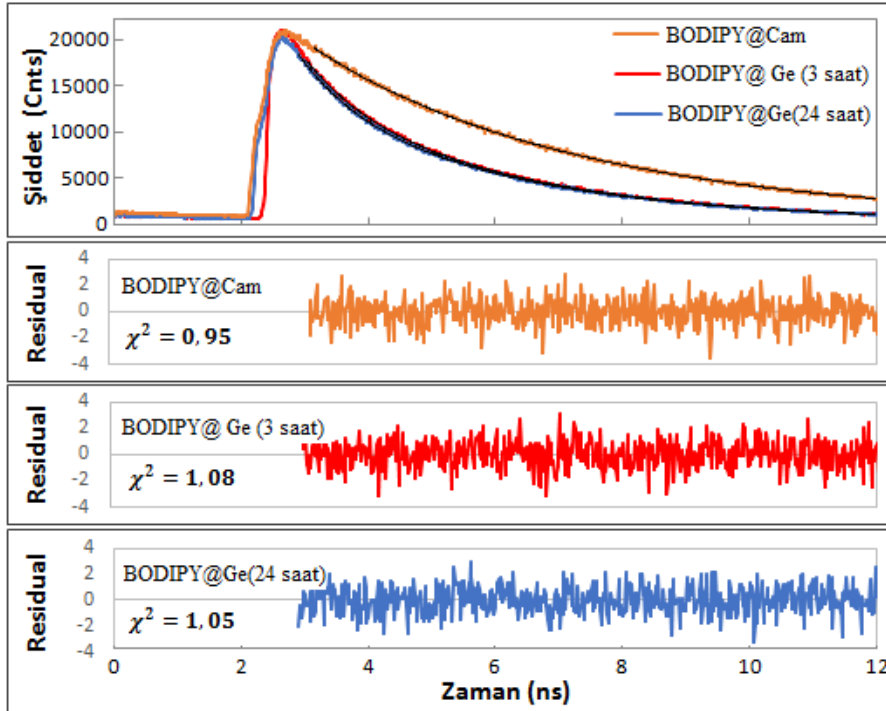 Şiddet (Cnts)
20000
15000
10000
5000
0
BODIPY@Cam
BODIPY@ Ge (3 saat)
BODIPY@Ge(24 saat)
Residual
4
2
0
-2
-4
BODIPY@Cam
χ² = 0,95
Residual
4
2
0
-2
-4
BODIPY@ Ge (3 saat)
χ² = 1,08
Residual
4
2
0
-2
-4
BODIPY@Ge(24 saat)
χ² = 1,05
0 2 4 6 8 10 12
Zaman (ns)